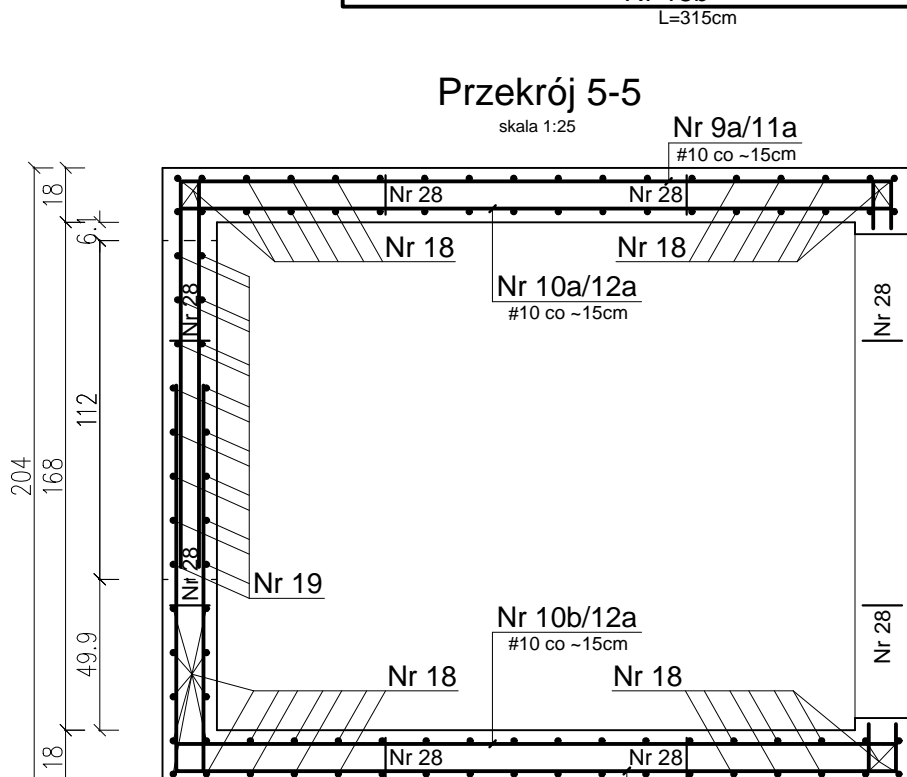 L=315cm
Przekrój 5-5
skala 1:25
Nr 9a/11a
#10 co ~15cm
18
Nr 28
Nr 28
6.1
Nr 18
Nr 18
Nr 10a/12a
#10 co ~15cm
Nr 28
Nr 28
112
204
168
Nr 28
Nr 19
Nr 10b/12a
#10 co ~15cm
Nr 28
49.9
Nr 18
Nr 18
18
Nr 28
Nr 28